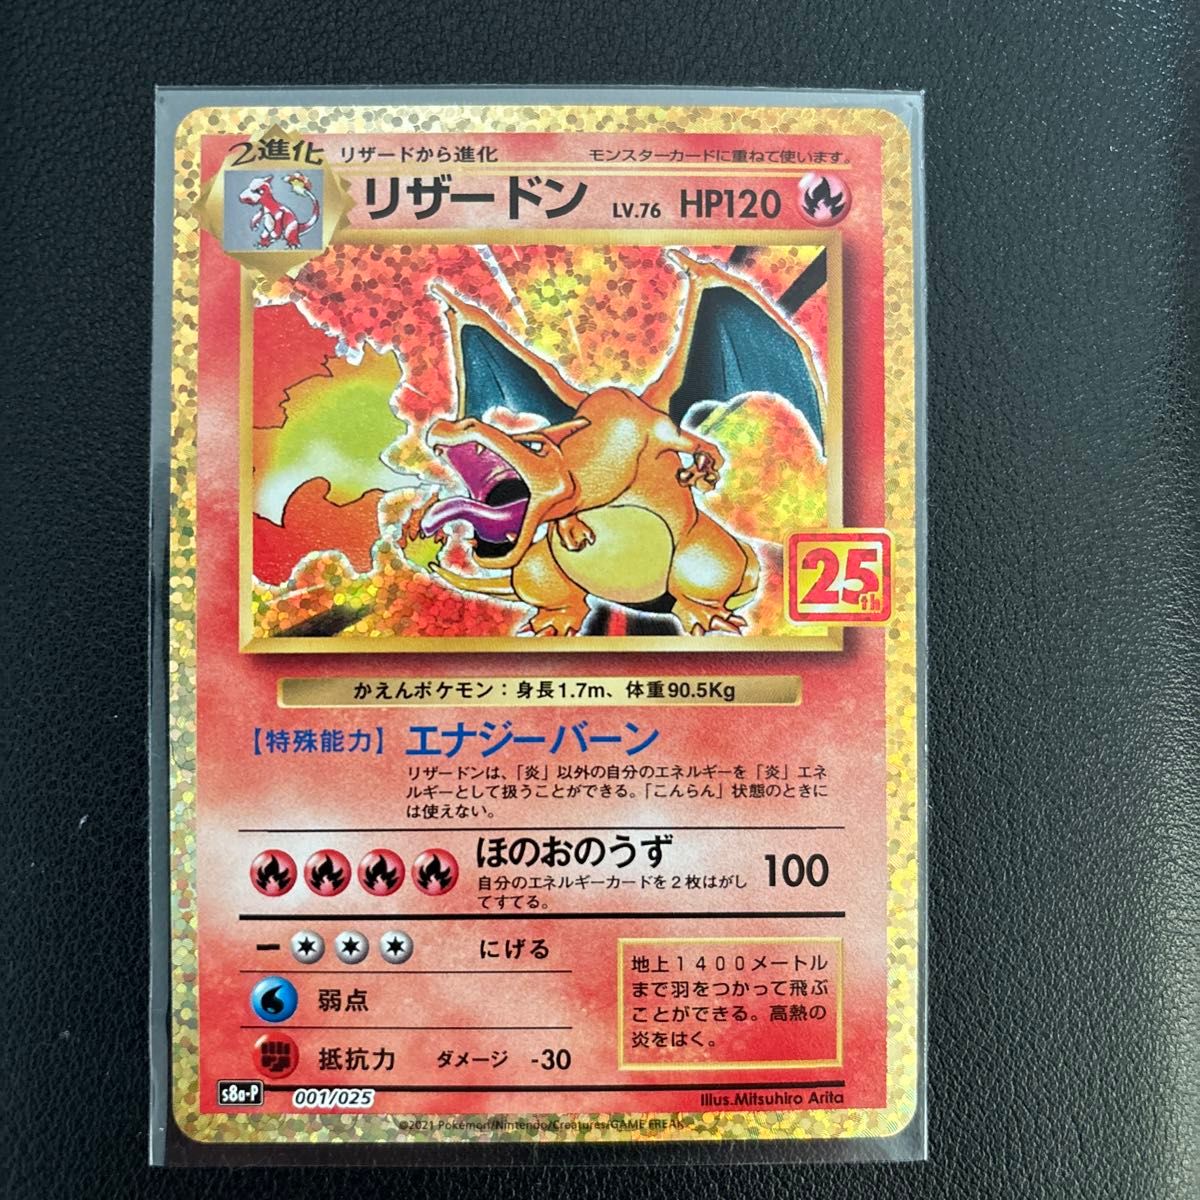 2進化 リザードから進化 モンスターカードに重ねて使います。
リザードン LV.76 HP120
25th
かえんポケモン：身長1.7m、体重90.5Kg
【特殊能力】 エナジーバーン
リザードンは、「炎」以外の自分のエネルギーを「炎」エネ
ルギーとして扱うことができる。「こんらん」状態のときに
は使えない。
ほのおのうず 100
自分のエネルギーカードを２枚はがし
てすてる。
ー にげる
弱点
抵抗力 ダメージ -30
地上１４００メートル
まで羽をつかって飛ぶ
ことができる。高熱の
炎をはく。
s8a-P 001/025 Illus.Mitsuhiro Arita
©2021 Pokémon/Nintendo/Creatures/GAME FREAK